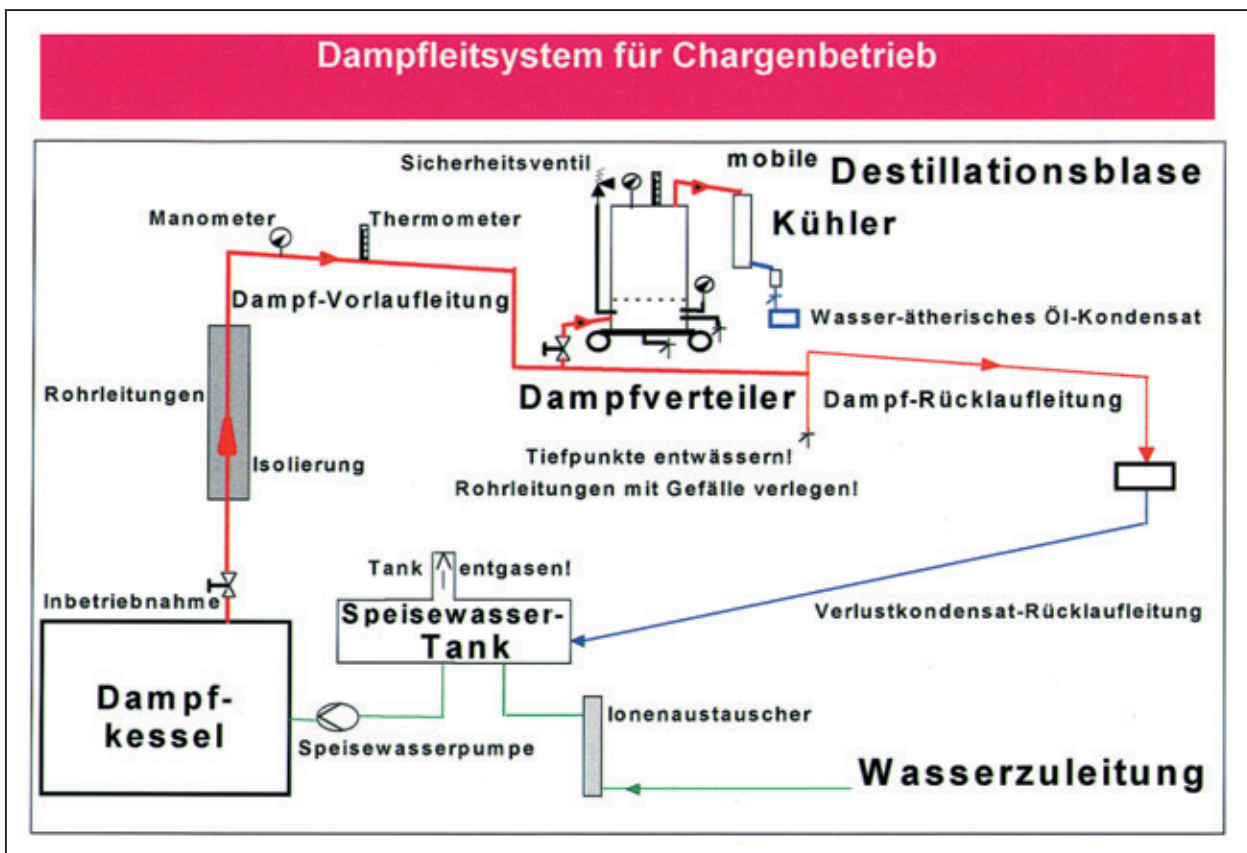 Dampfleitsystem für Chargenbetrieb
Sicherheitsventil
mobile Destillationsblase
Manometer
Thermometer
Kühler
Dampf-Vorlaufleitung
Wasser-ätherisches Öl-Kondensat
Rohrleitungen
Dampfverteiler
Dampf-Rücklaufleitung
Isolierung
Tiefpunkte entwässern!
Rohrleitungen mit Gefälle verlegen!
Tank entgasen!
Inbetriebnahme
Speisewasser-
Tank
Verlustkondensat-Rücklaufleitung
Dampf-
kessel
Ionenaustauscher
Speisewasserpumpe
Wasserzuleitung